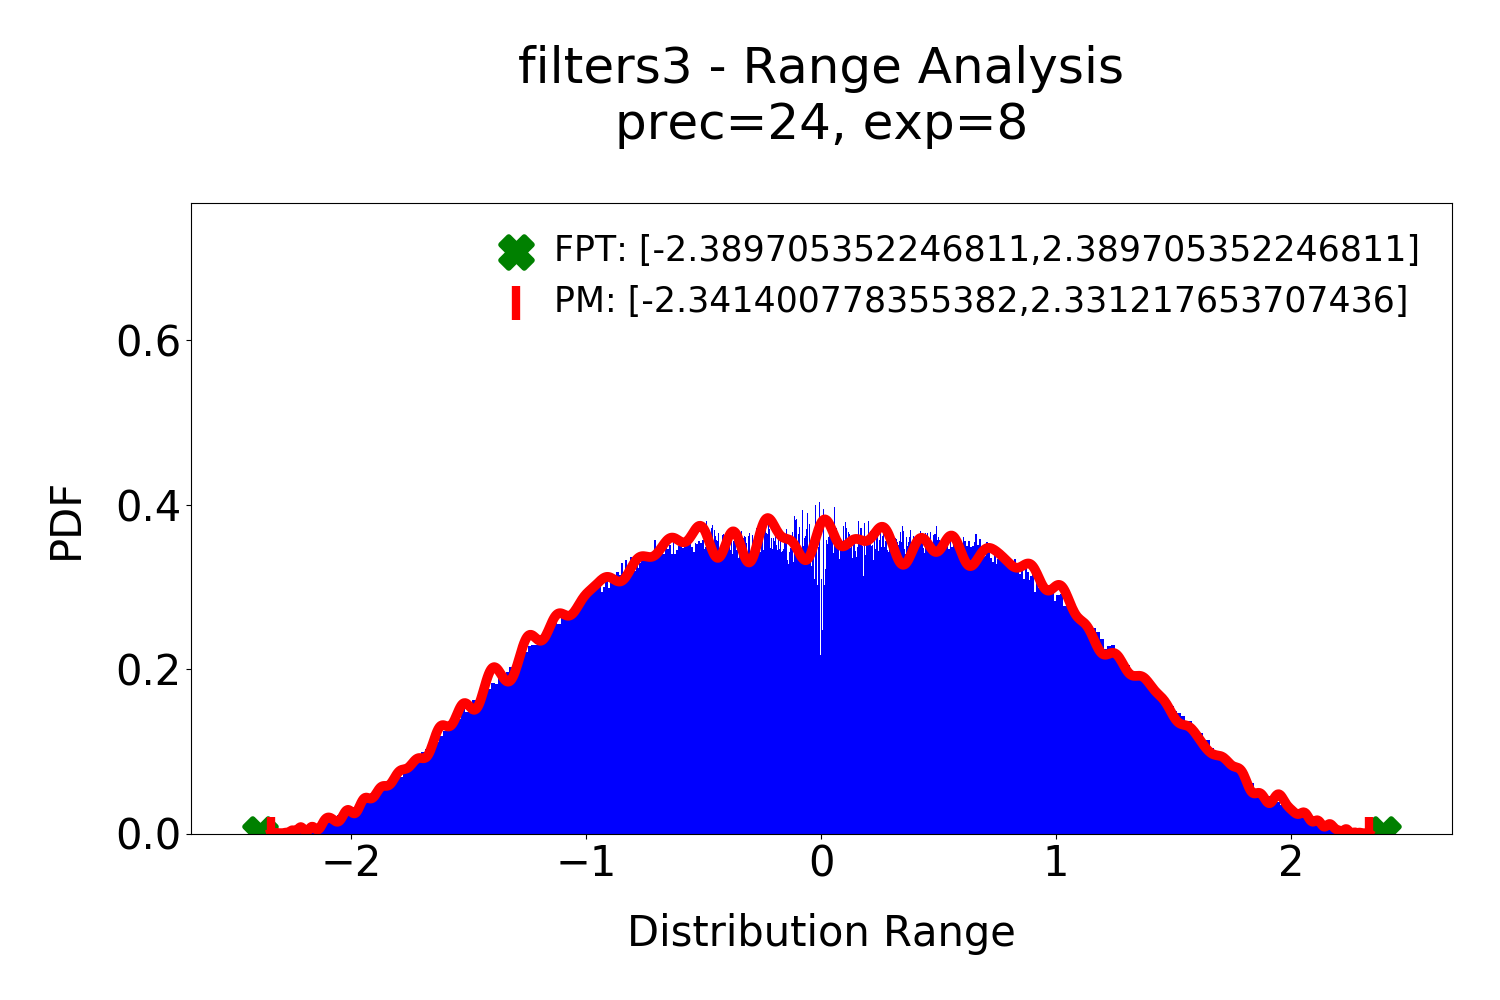 filters3 - Range Analysis
prec=24, exp=8
FPT: [-2.389705352246811,2.389705352246811]
PM: [-2.341400778355382,2.331217653707436]
0.6
0.4
0.2
0.0
PDF
−2 −1 0 1 2
Distribution Range